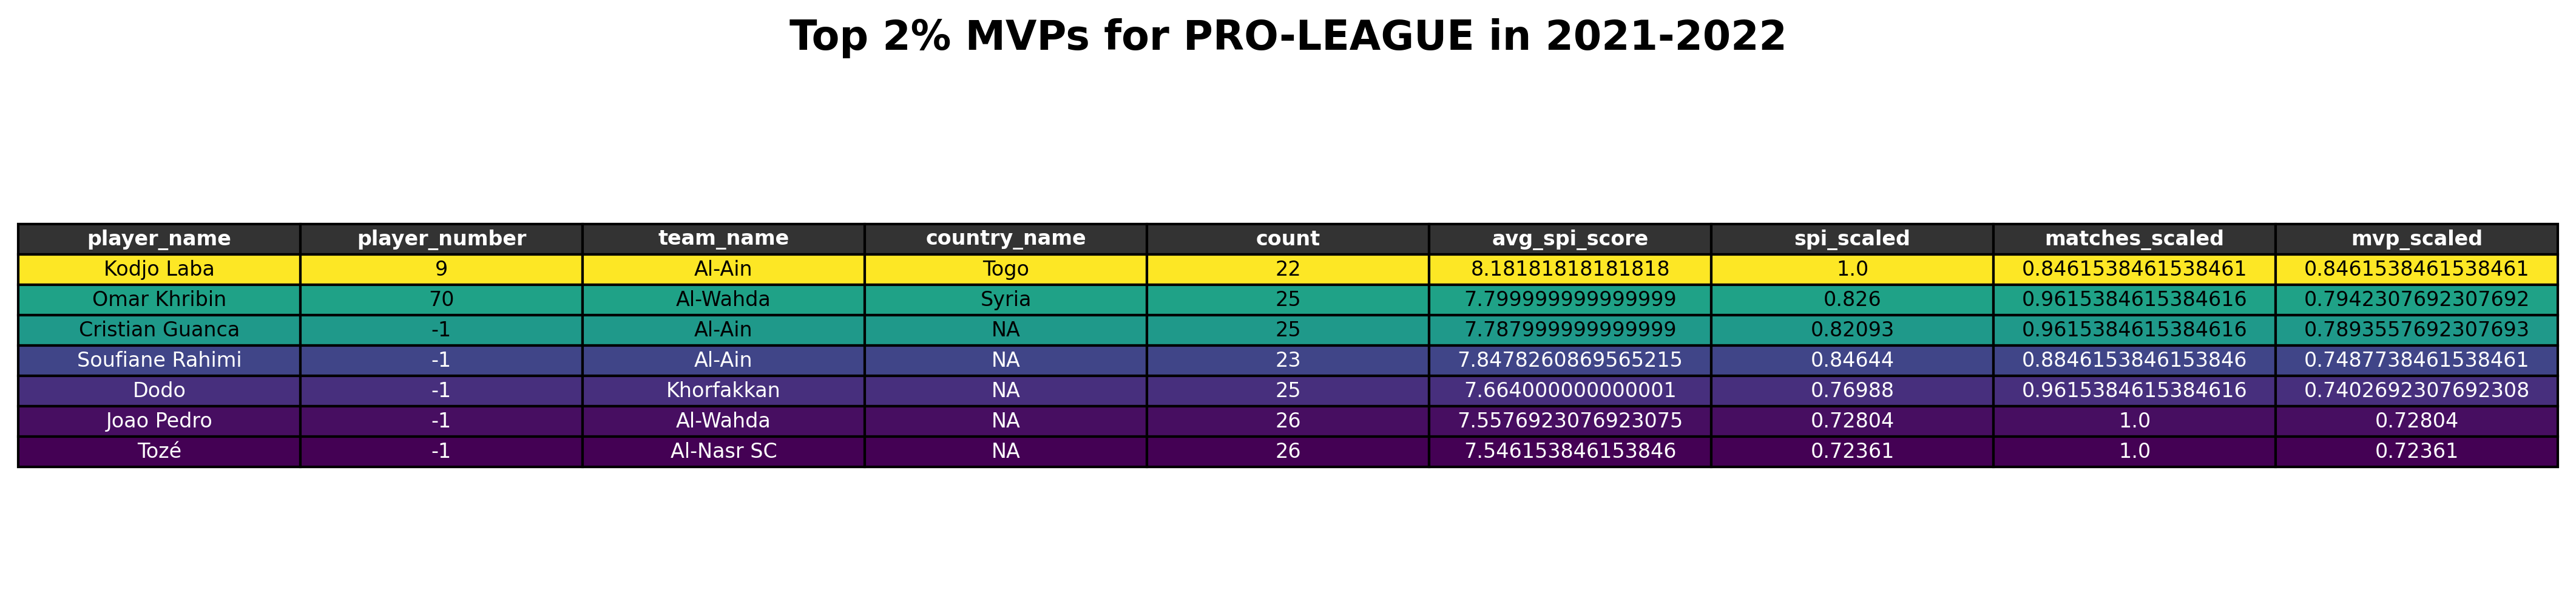 Top 2% MVPs for PRO-LEAGUE in 2021-2022
player_name player_number team_name country_name count avg_spi_score spi_scaled matches_scaled mvp_scaled
Kodjo Laba 9 Al-Ain Togo 22 8.18181818181818 1.0 0.8461538461538461 0.8461538461538461
Omar Khribin 70 Al-Wahda Syria 25 7.799999999999999 0.826 0.9615384615384616 0.7942307692307692
Cristian Guanca -1 Al-Ain NA 25 7.787999999999999 0.82093 0.9615384615384616 0.7893557692307693
Soufiane Rahimi -1 Al-Ain NA 23 7.8478260869565215 0.84644 0.8846153846153846 0.7487738461538461
Dodo -1 Khorfakkan NA 25 7.664000000000001 0.76988 0.9615384615384616 0.7402692307692308
Joao Pedro -1 Al-Wahda NA 26 7.5576923076923075 0.72804 1.0 0.72804
Tozé -1 Al-Nasr SC NA 26 7.546153846153846 0.72361 1.0 0.72361